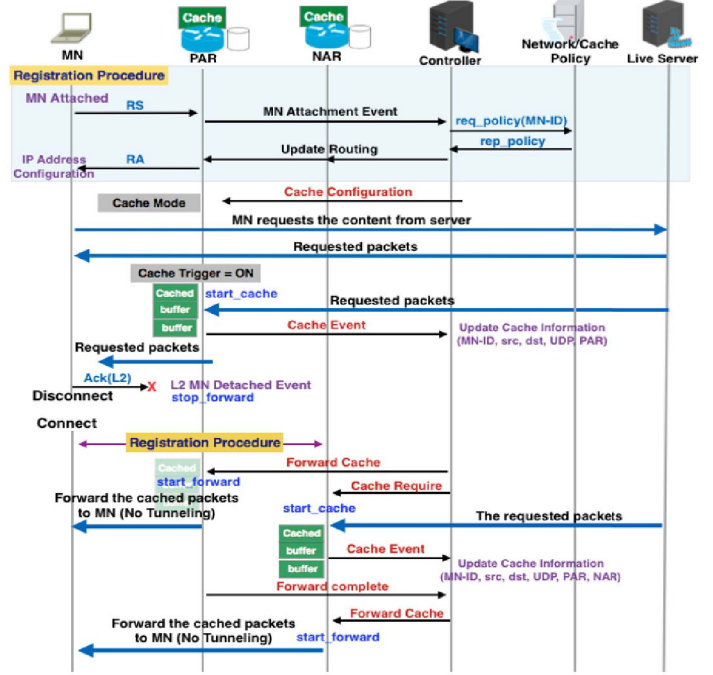 Cache
Cache
MN
PAR
NAR
Controller
Network/Cache
Policy
Live Server
Registration Procedure
MN Attached
RS
MN Attachment Event
req_policy(MN-ID)
rep_policy
Update Routing
IP Address
Configuration
RA
Cache Configuration
Cache Mode
MN requests the content from server
Requested packets
Cache Trigger = ON
Cached
buffer
buffer
start_cache
Requested packets
Cache Event
Update Cache Information
(MN-ID, src, dst, UDP, PAR)
Requested packets
Ack(L2)
X
L2 MN Detached Event
Disconnect
stop_forward
Connect
Registration Procedure
Cached
Forward Cache
start_forward
Cache Require
Forward the cached packets
to MN (No Tunneling)
start_cache
The requested packets
Cached
buffer
buffer
Cache Event
Update Cache Information
(MN-ID, src, dst, UDP, PAR, NAR)
Forward complete
Forward Cache
Forward the cached packets
to MN (No Tunneling)
start_forward